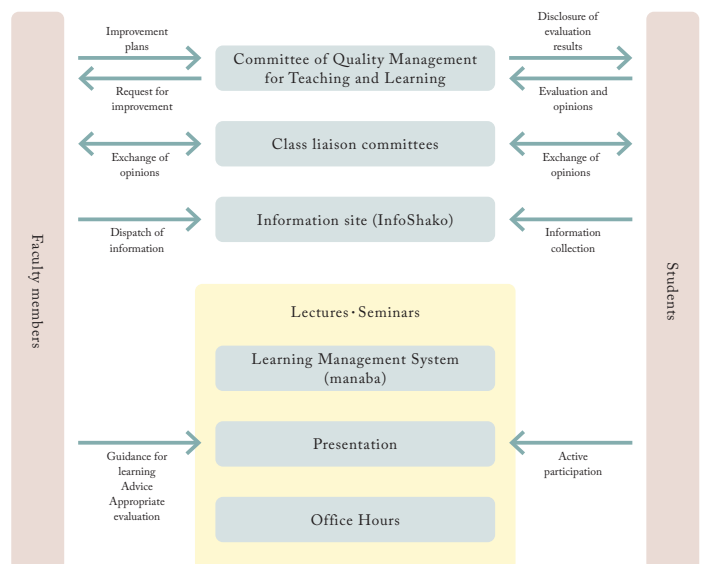 Faculty members
Improvement
plans
Request for
improvement
Committee of Quality Management
for Teaching and Learning
Disclosure of
evaluation
results
Evaluation and
opinions
Exchange of
opinions
Class liaison committees
Exchange of
opinions
Dispatch of
information
Information site (InfoShako)
Information
collection
Lectures・Seminars
Learning Management System
(manaba)
Guidance for
learning
Advice
Appropriate
evaluation
Presentation
Active
participation
Office Hours
Students